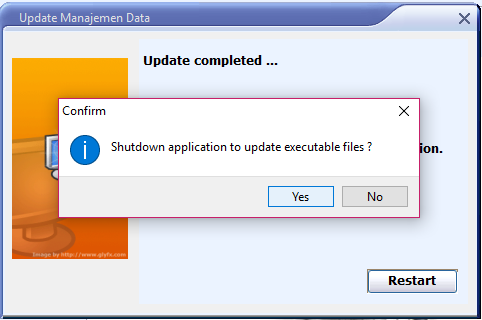 Update Manajemen Data
Update completed ...
Confirm
Shutdown application to update executable files ?
ion.
Yes
No
Image by http://www.glyfx.com
Restart